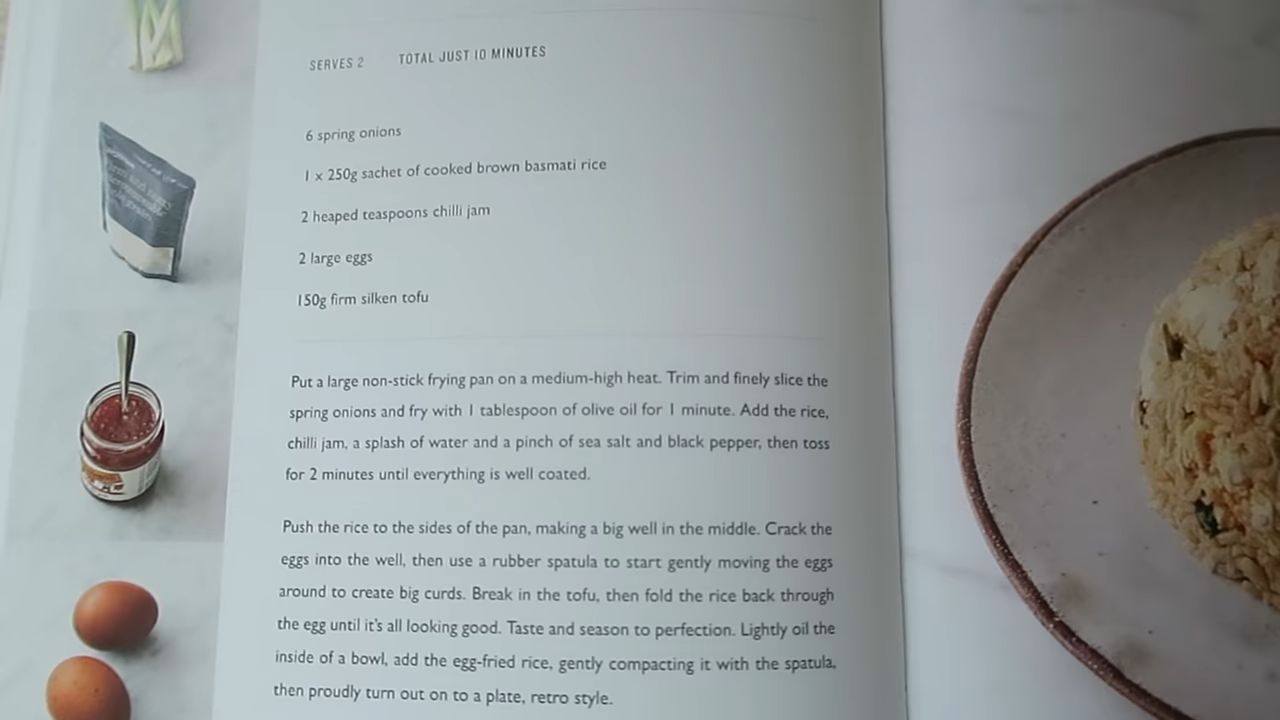 SERVES 2 TOTAL JUST 10 MINUTES
6 spring onions
1 x 250g sachet of cooked brown basmati rice
2 heaped teaspoons chilli jam
2 large eggs
150g firm silken tofu
Put a large non-stick frying pan on a medium-high heat. Trim and finely slice the
spring onions and fry with 1 tablespoon of olive oil for 1 minute. Add the rice,
chilli jam, a splash of water and a pinch of sea salt and black pepper, then toss
for 2 minutes until everything is well coated.
Push the rice to the sides of the pan, making a big well in the middle. Crack the
eggs into the well, then use a rubber spatula to start gently moving the eggs
around to create big curds. Break in the tofu, then fold the rice back through
the egg until it's all looking good. Taste and season to perfection. Lightly oil the
inside of a bowl, add the egg-fried rice, gently compacting it with the spatula,
then proudly turn out on to a plate, retro style.